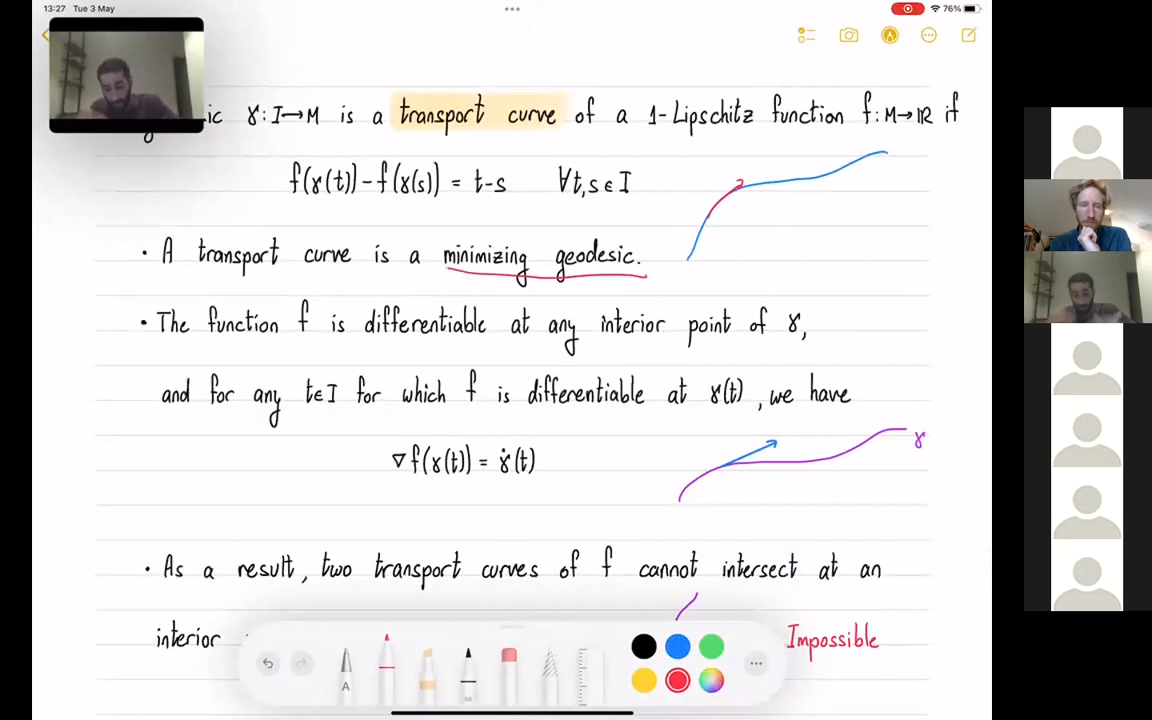 13:27 Tue 3 May
76%
ic γ: I→M is a transport curve of a 1-Lipschitz function f: M→ℝ if
f(γ(t)) - f(γ(s)) = t-s ∀t,s ∈ I
· A transport curve is a minimizing geodesic.
· The function f is differentiable at any interior point of γ,
and for any t∈I for which f is differentiable at γ(t), we have
∇f(γ(t)) = γ̇(t)
γ
· As a result, two transport curves of f cannot intersect at an
interior
Impossible
A